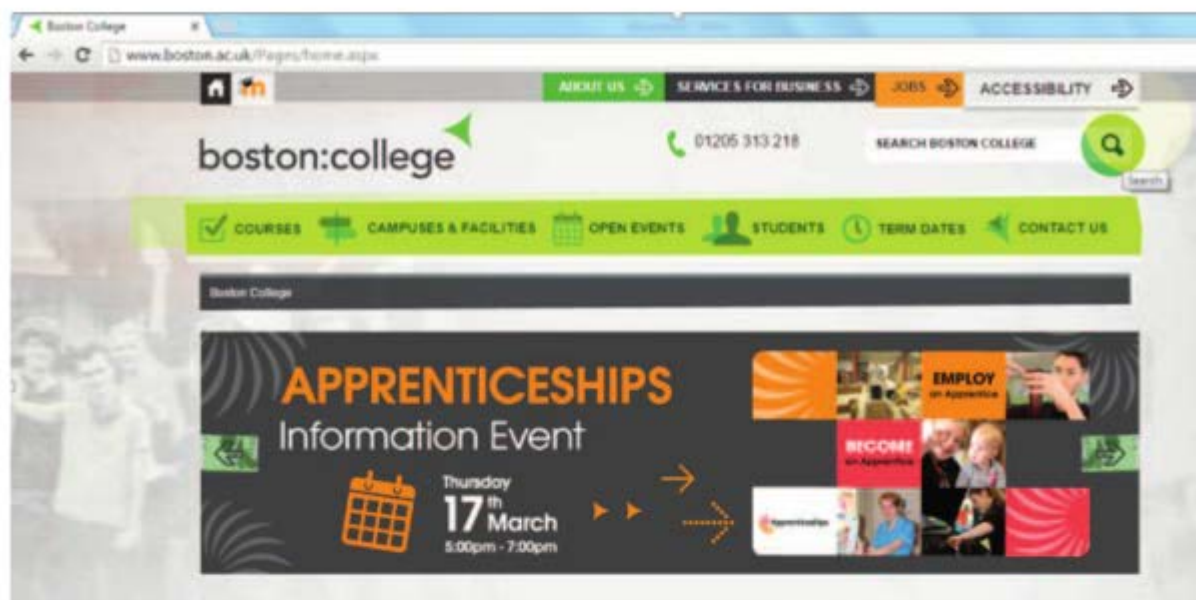 Boston College
www.boston.ac.uk/Pages/home.aspx
ABOUT US SERVICES FOR BUSINESS JOBS ACCESSIBILITY
boston:college
01205 313 218
SEARCH BOSTON COLLEGE
Search
COURSES CAMPUSES & FACILITIES OPEN EVENTS STUDENTS TERM DATES CONTACT US
Boston College
APPRENTICESHIPS
Information Event
Thursday
17th March
5:00pm - 7:00pm
EMPLOY
an Apprentice
BECOME
an Apprentice
Apprenticeships